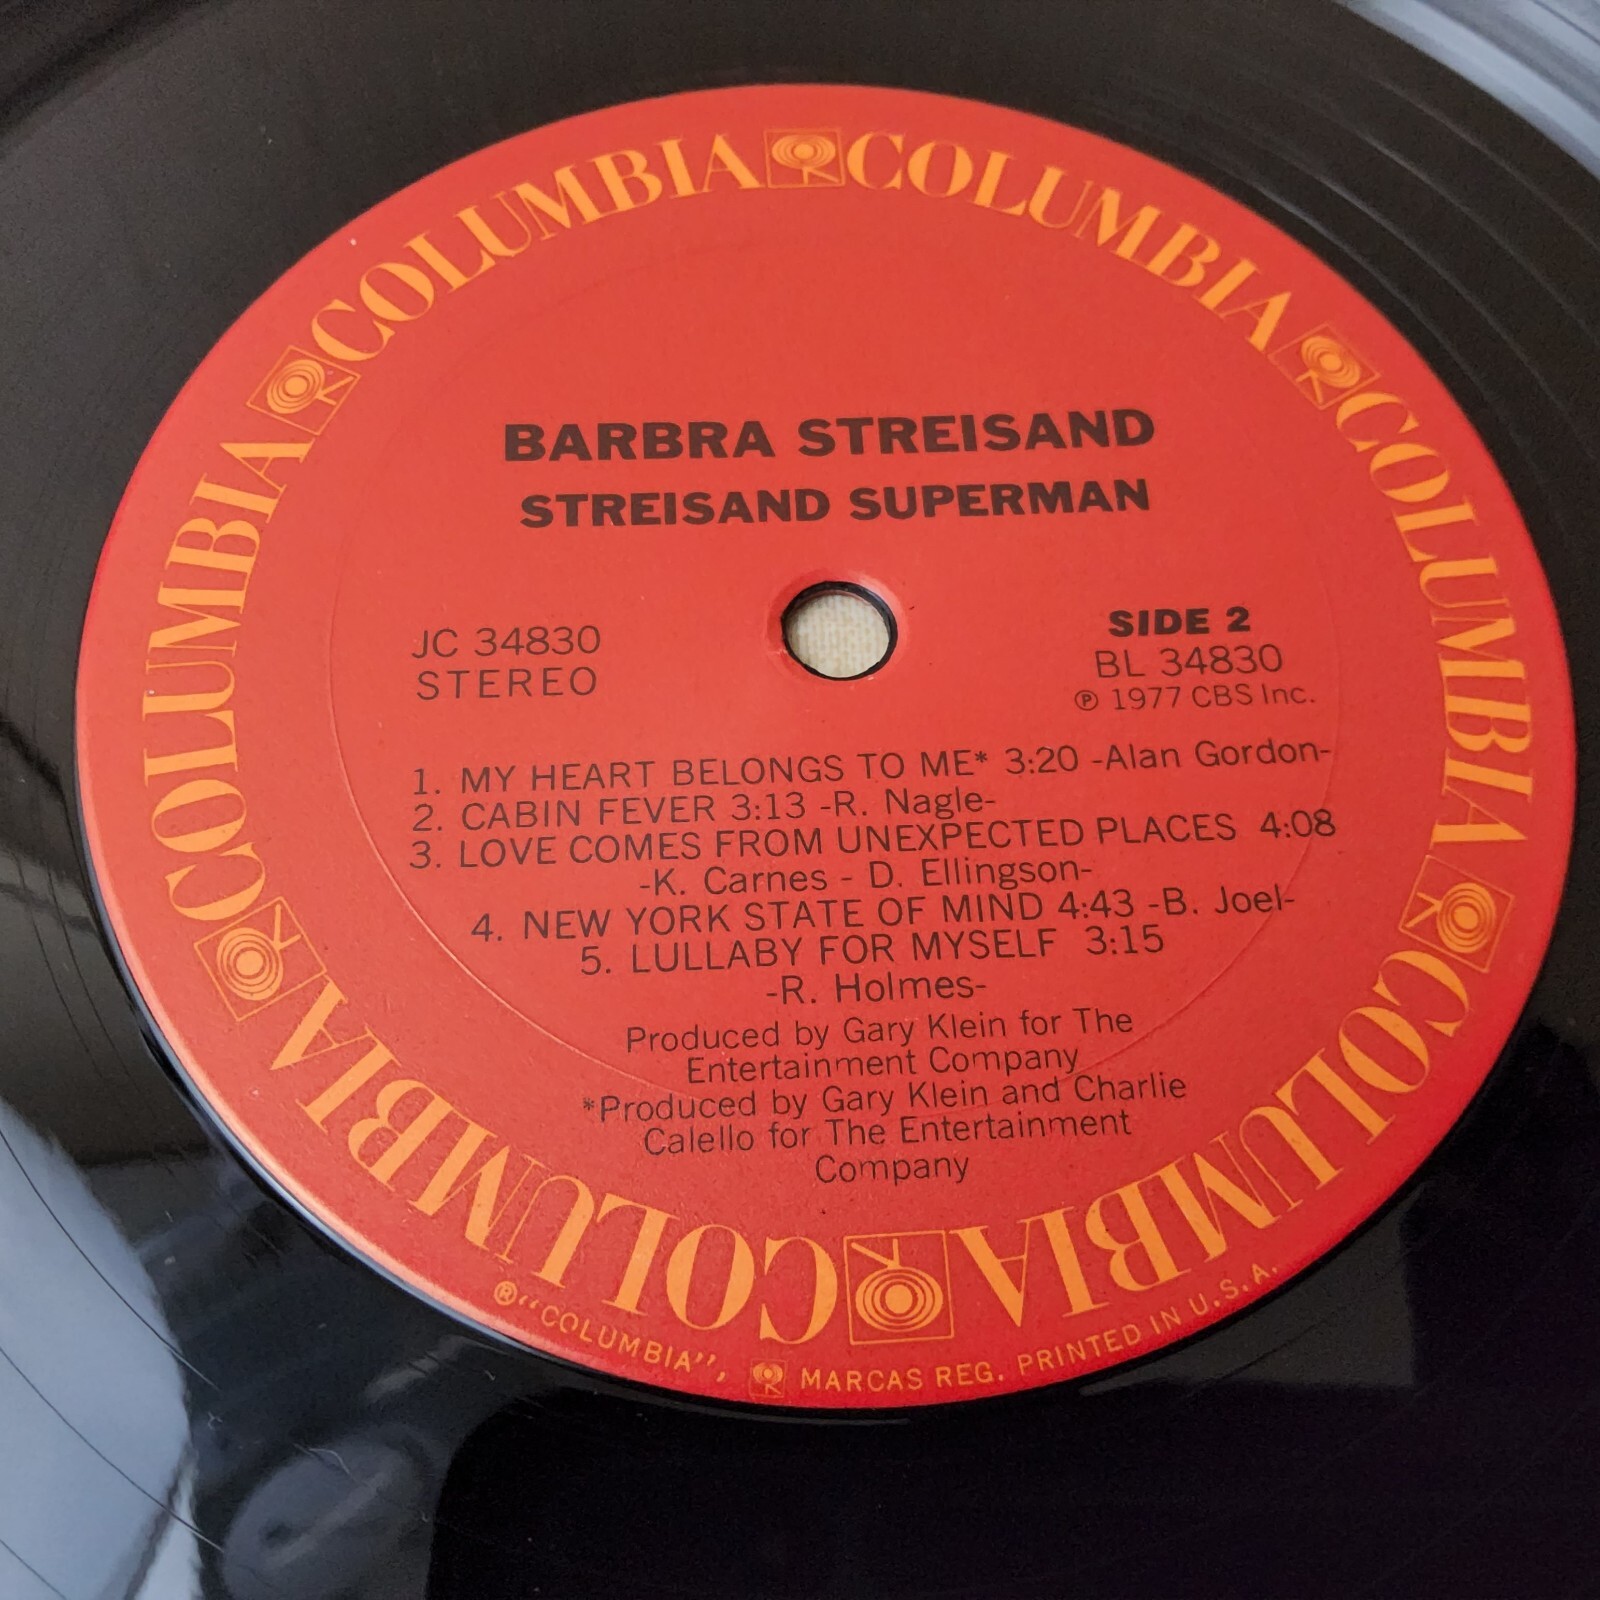 COLUMBIA COLUMBIA COLUMBIA COLUMBIA COLUMBIA COLUMBIA
BARBRA STREISAND
STREISAND SUPERMAN
JC 34830
STEREO
SIDE 2
BL 34830
℗ 1977 CBS Inc.
1. MY HEART BELONGS TO ME* 3:20 -Alan Gordon-
2. CABIN FEVER 3:13 -R. Nagle-
3. LOVE COMES FROM UNEXPECTED PLACES 4:08
-K. Carnes - D. Ellingson-
4. NEW YORK STATE OF MIND 4:43 -B. Joel-
5. LULLABY FOR MYSELF 3:15
-R. Holmes-
Produced by Gary Klein for The
Entertainment Company
*Produced by Gary Klein and Charlie
Calello for The Entertainment
Company
® "COLUMBIA", MARCAS REG. PRINTED IN U.S.A.